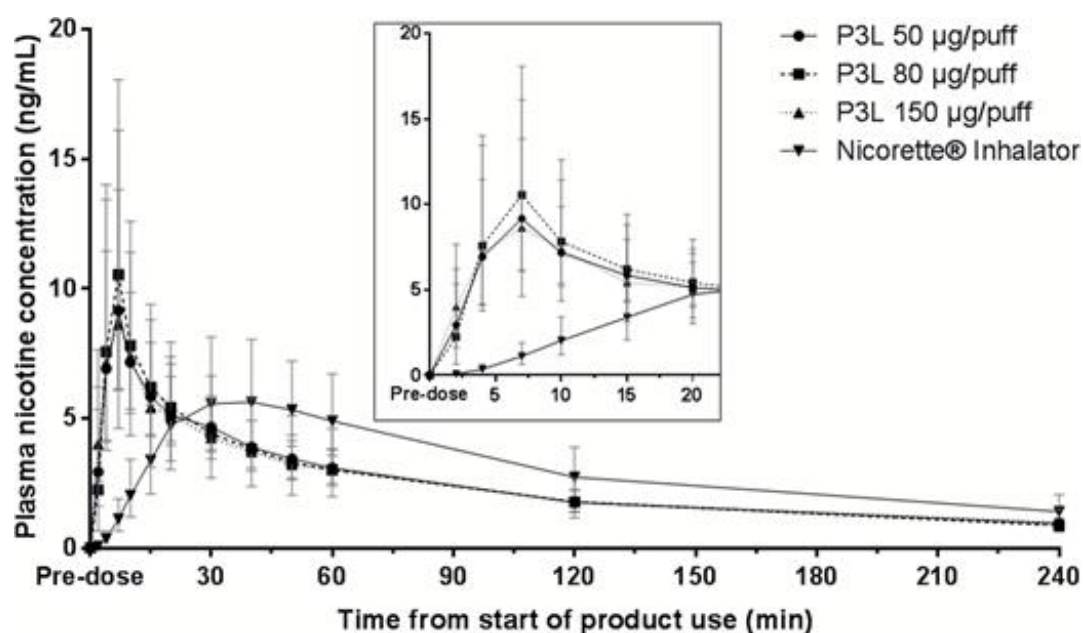 Plasma nicotine concentration (ng/mL)
20
15
10
5
0
Pre-dose 30 60 90 120 150 180 210 240
Time from start of product use (min)
20
15
10
5
0
Pre-dose 5 10 15 20
P3L 50 µg/puff
P3L 80 µg/puff
P3L 150 µg/puff
Nicorette® Inhalator